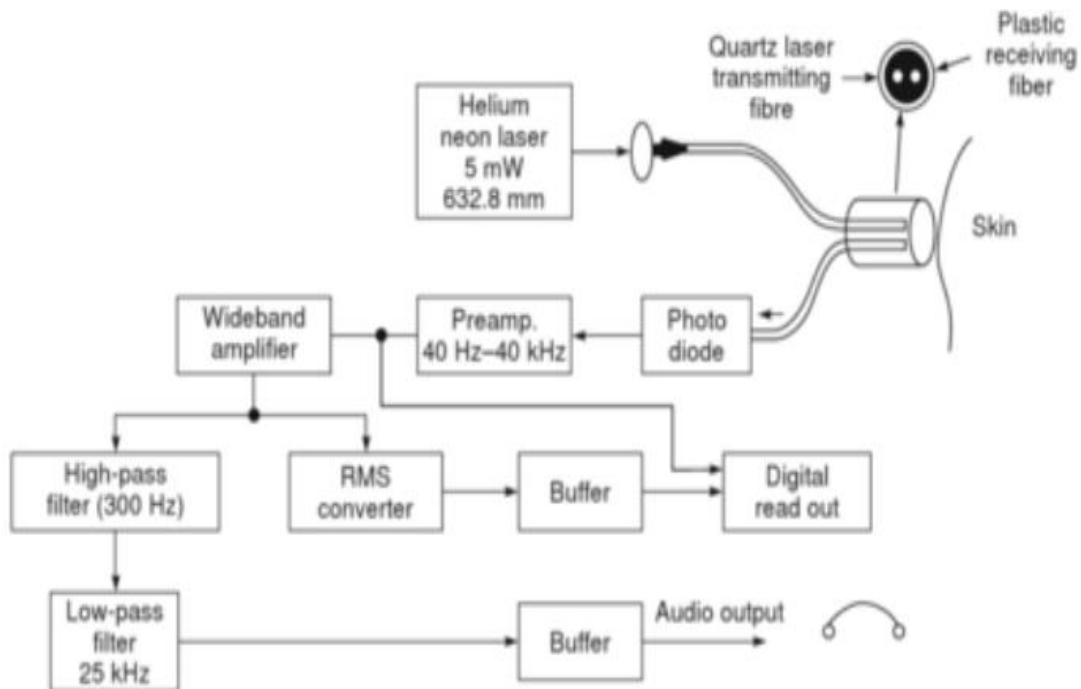 Quartz laser
transmitting
fibre
Plastic
receiving
fiber
Helium
neon laser
5 mW
632.8 mm
Skin
Wideband
amplifier
Preamp.
40 Hz–40 kHz
Photo
diode
High-pass
filter (300 Hz)
RMS
converter
Buffer
Digital
read out
Low-pass
filter
25 kHz
Buffer
Audio output